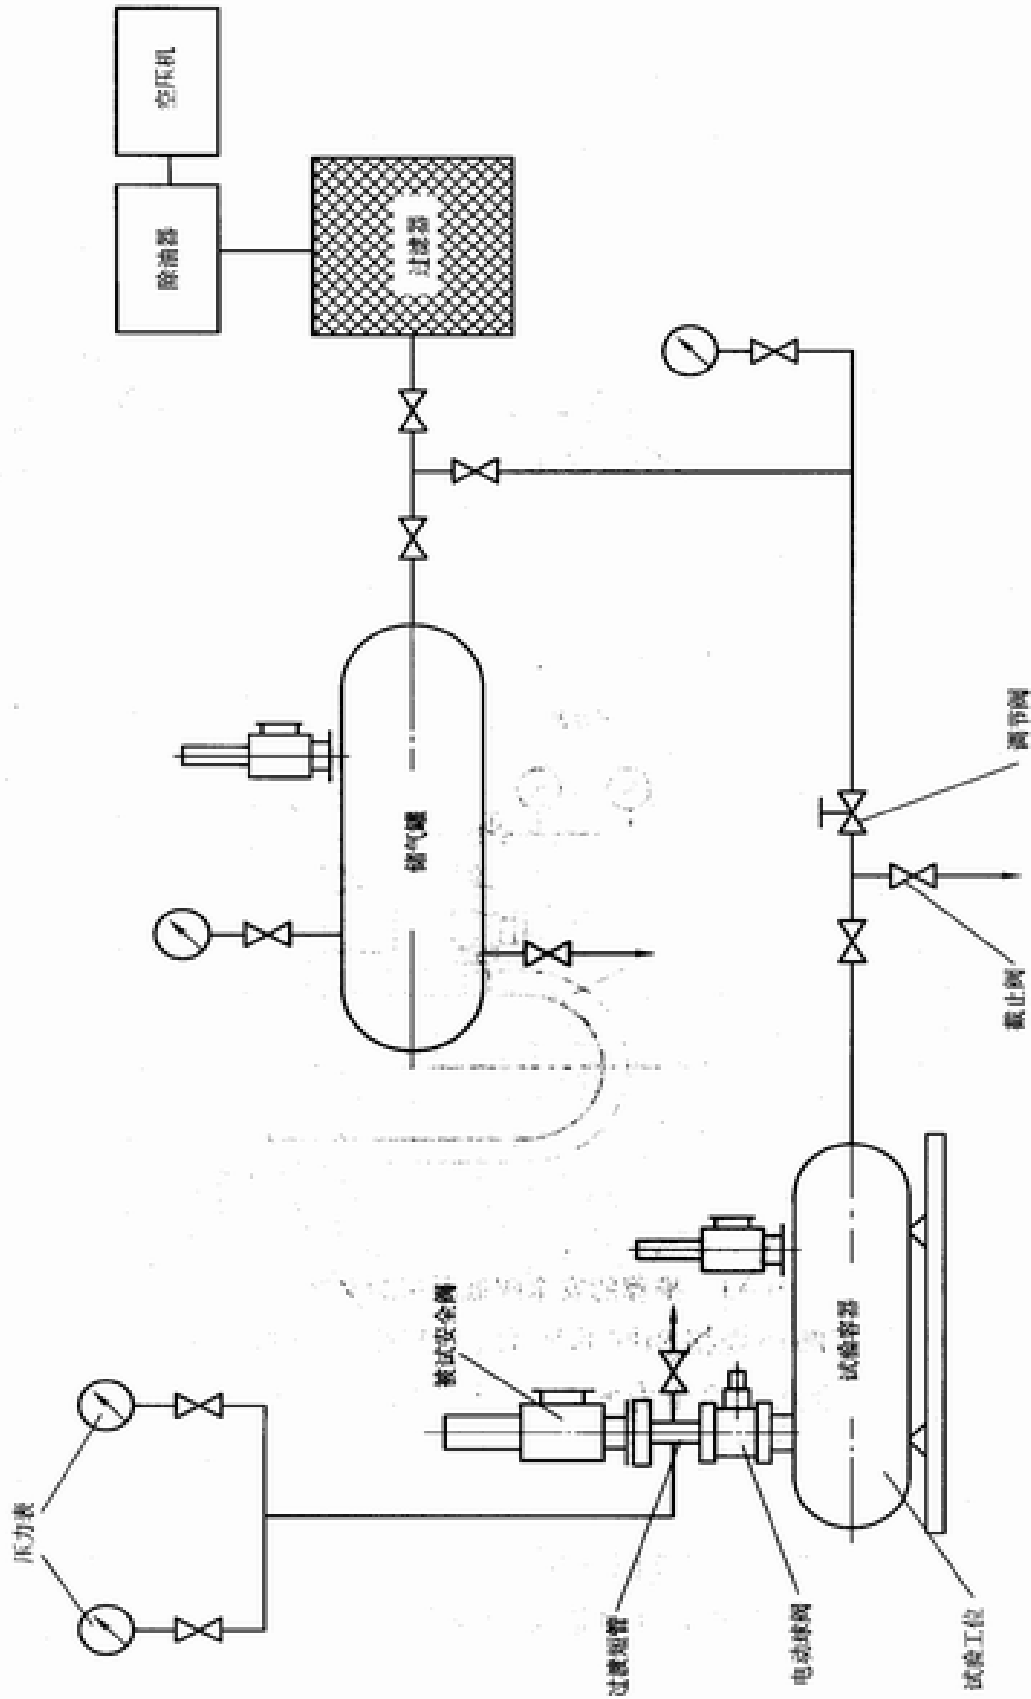 空压机
除油器
过滤器
储气罐
调节阀
截止阀
被试安全阀
试验容器
压力表
过渡短管
电动球阀
试验工位